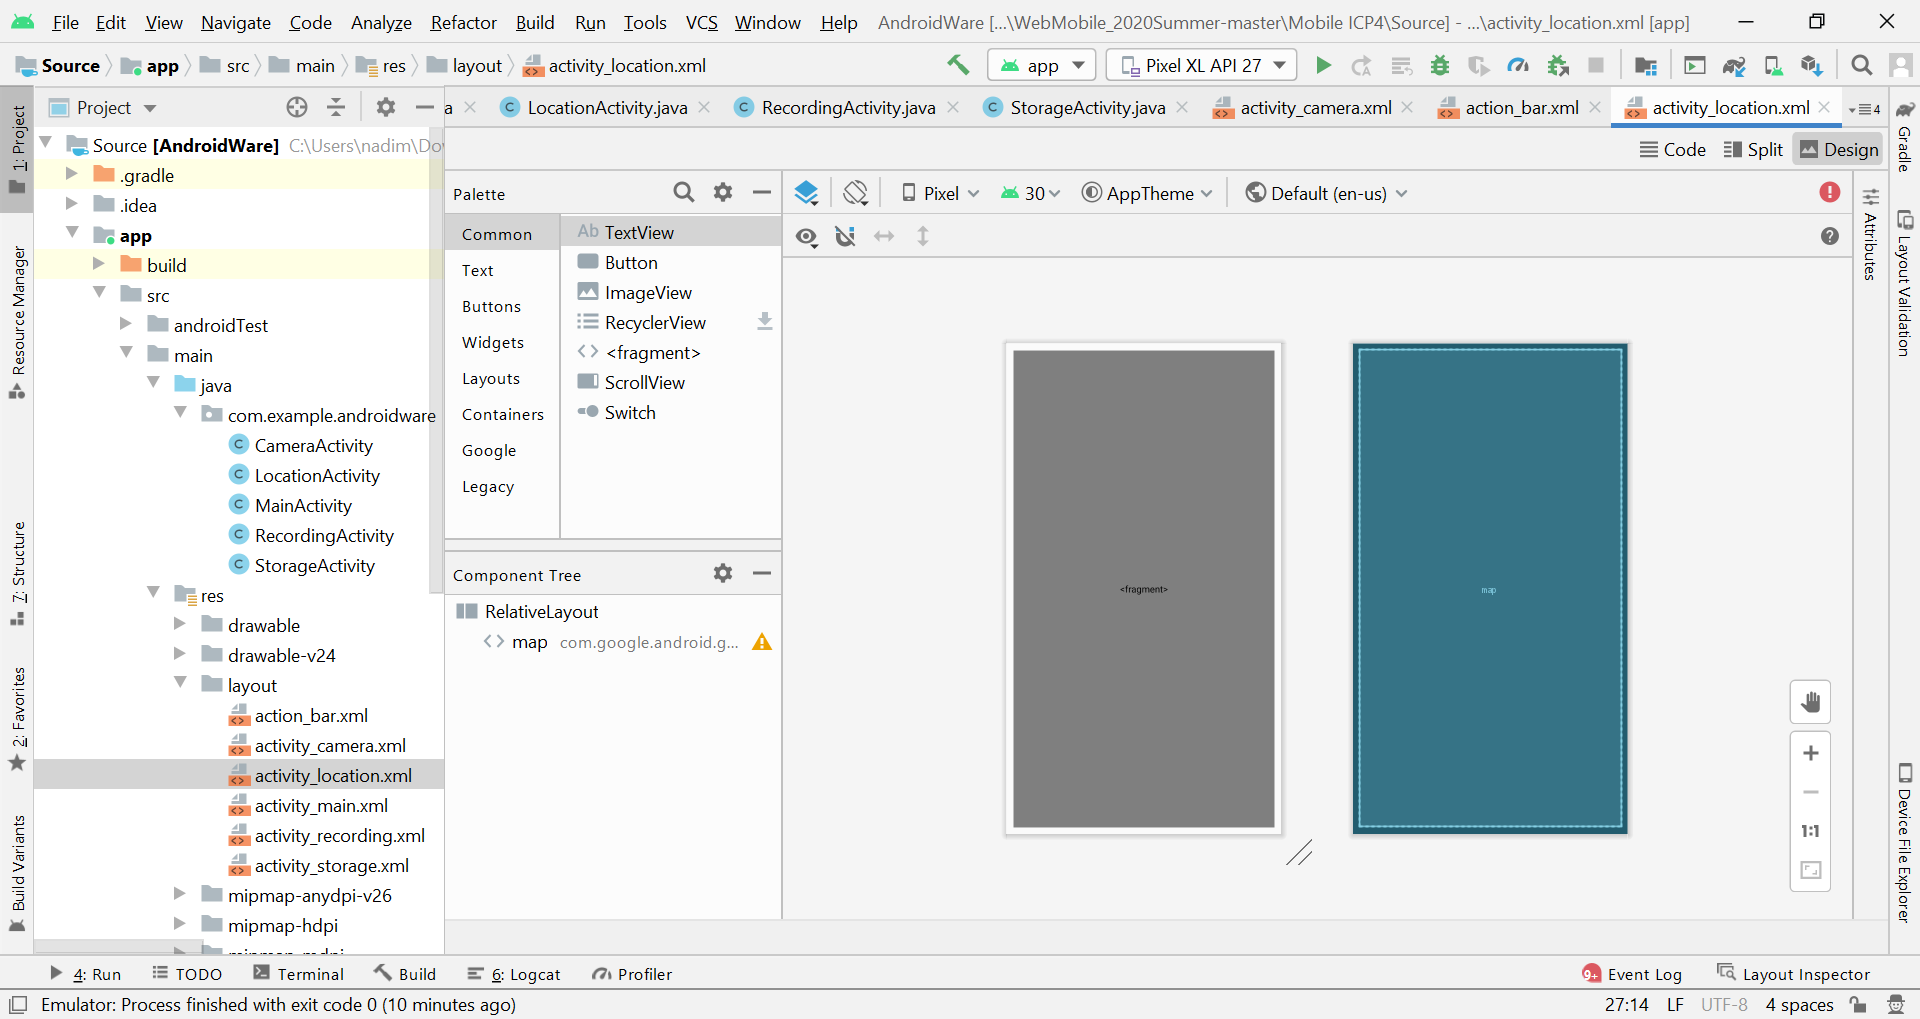 File Edit View Navigate Code Analyze Refactor Build Run Tools VCS Window Help AndroidWare [...\WebMobile_2020Summer-master\Mobile ICP4\Source] - ...\activity_location.xml [app]
Source app src main res layout activity_location.xml app Pixel XL API 27
Project a LocationActivity.java RecordingActivity.java StorageActivity.java activity_camera.xml action_bar.xml activity_location.xml 4
Code Split Design
1: Project
Resource Manager
7: Structure
2: Favorites
Build Variants
Source [AndroidWare] C:\Users\nadim\Do
.gradle
.idea
app
build
src
androidTest
main
java
com.example.androidware
CameraActivity
LocationActivity
MainActivity
RecordingActivity
StorageActivity
res
drawable
drawable-v24
layout
action_bar.xml
activity_camera.xml
activity_location.xml
activity_main.xml
activity_recording.xml
activity_storage.xml
mipmap-anydpi-v26
mipmap-hdpi
mipmap-mdpi
Palette
Common
Text
Buttons
Widgets
Layouts
Containers
Google
Legacy
Ab TextView
Button
ImageView
RecyclerView
<fragment>
ScrollView
Switch
Component Tree
RelativeLayout
map com.google.android.g...
Pixel 30 AppTheme Default (en-us)
<fragment>
map
1:1
Attributes
Gradle
Layout Validation
Device File Explorer
4: Run TODO Terminal Build 6: Logcat Profiler 9+ Event Log Layout Inspector
Emulator: Process finished with exit code 0 (10 minutes ago) 27:14 LF UTF-8 4 spaces